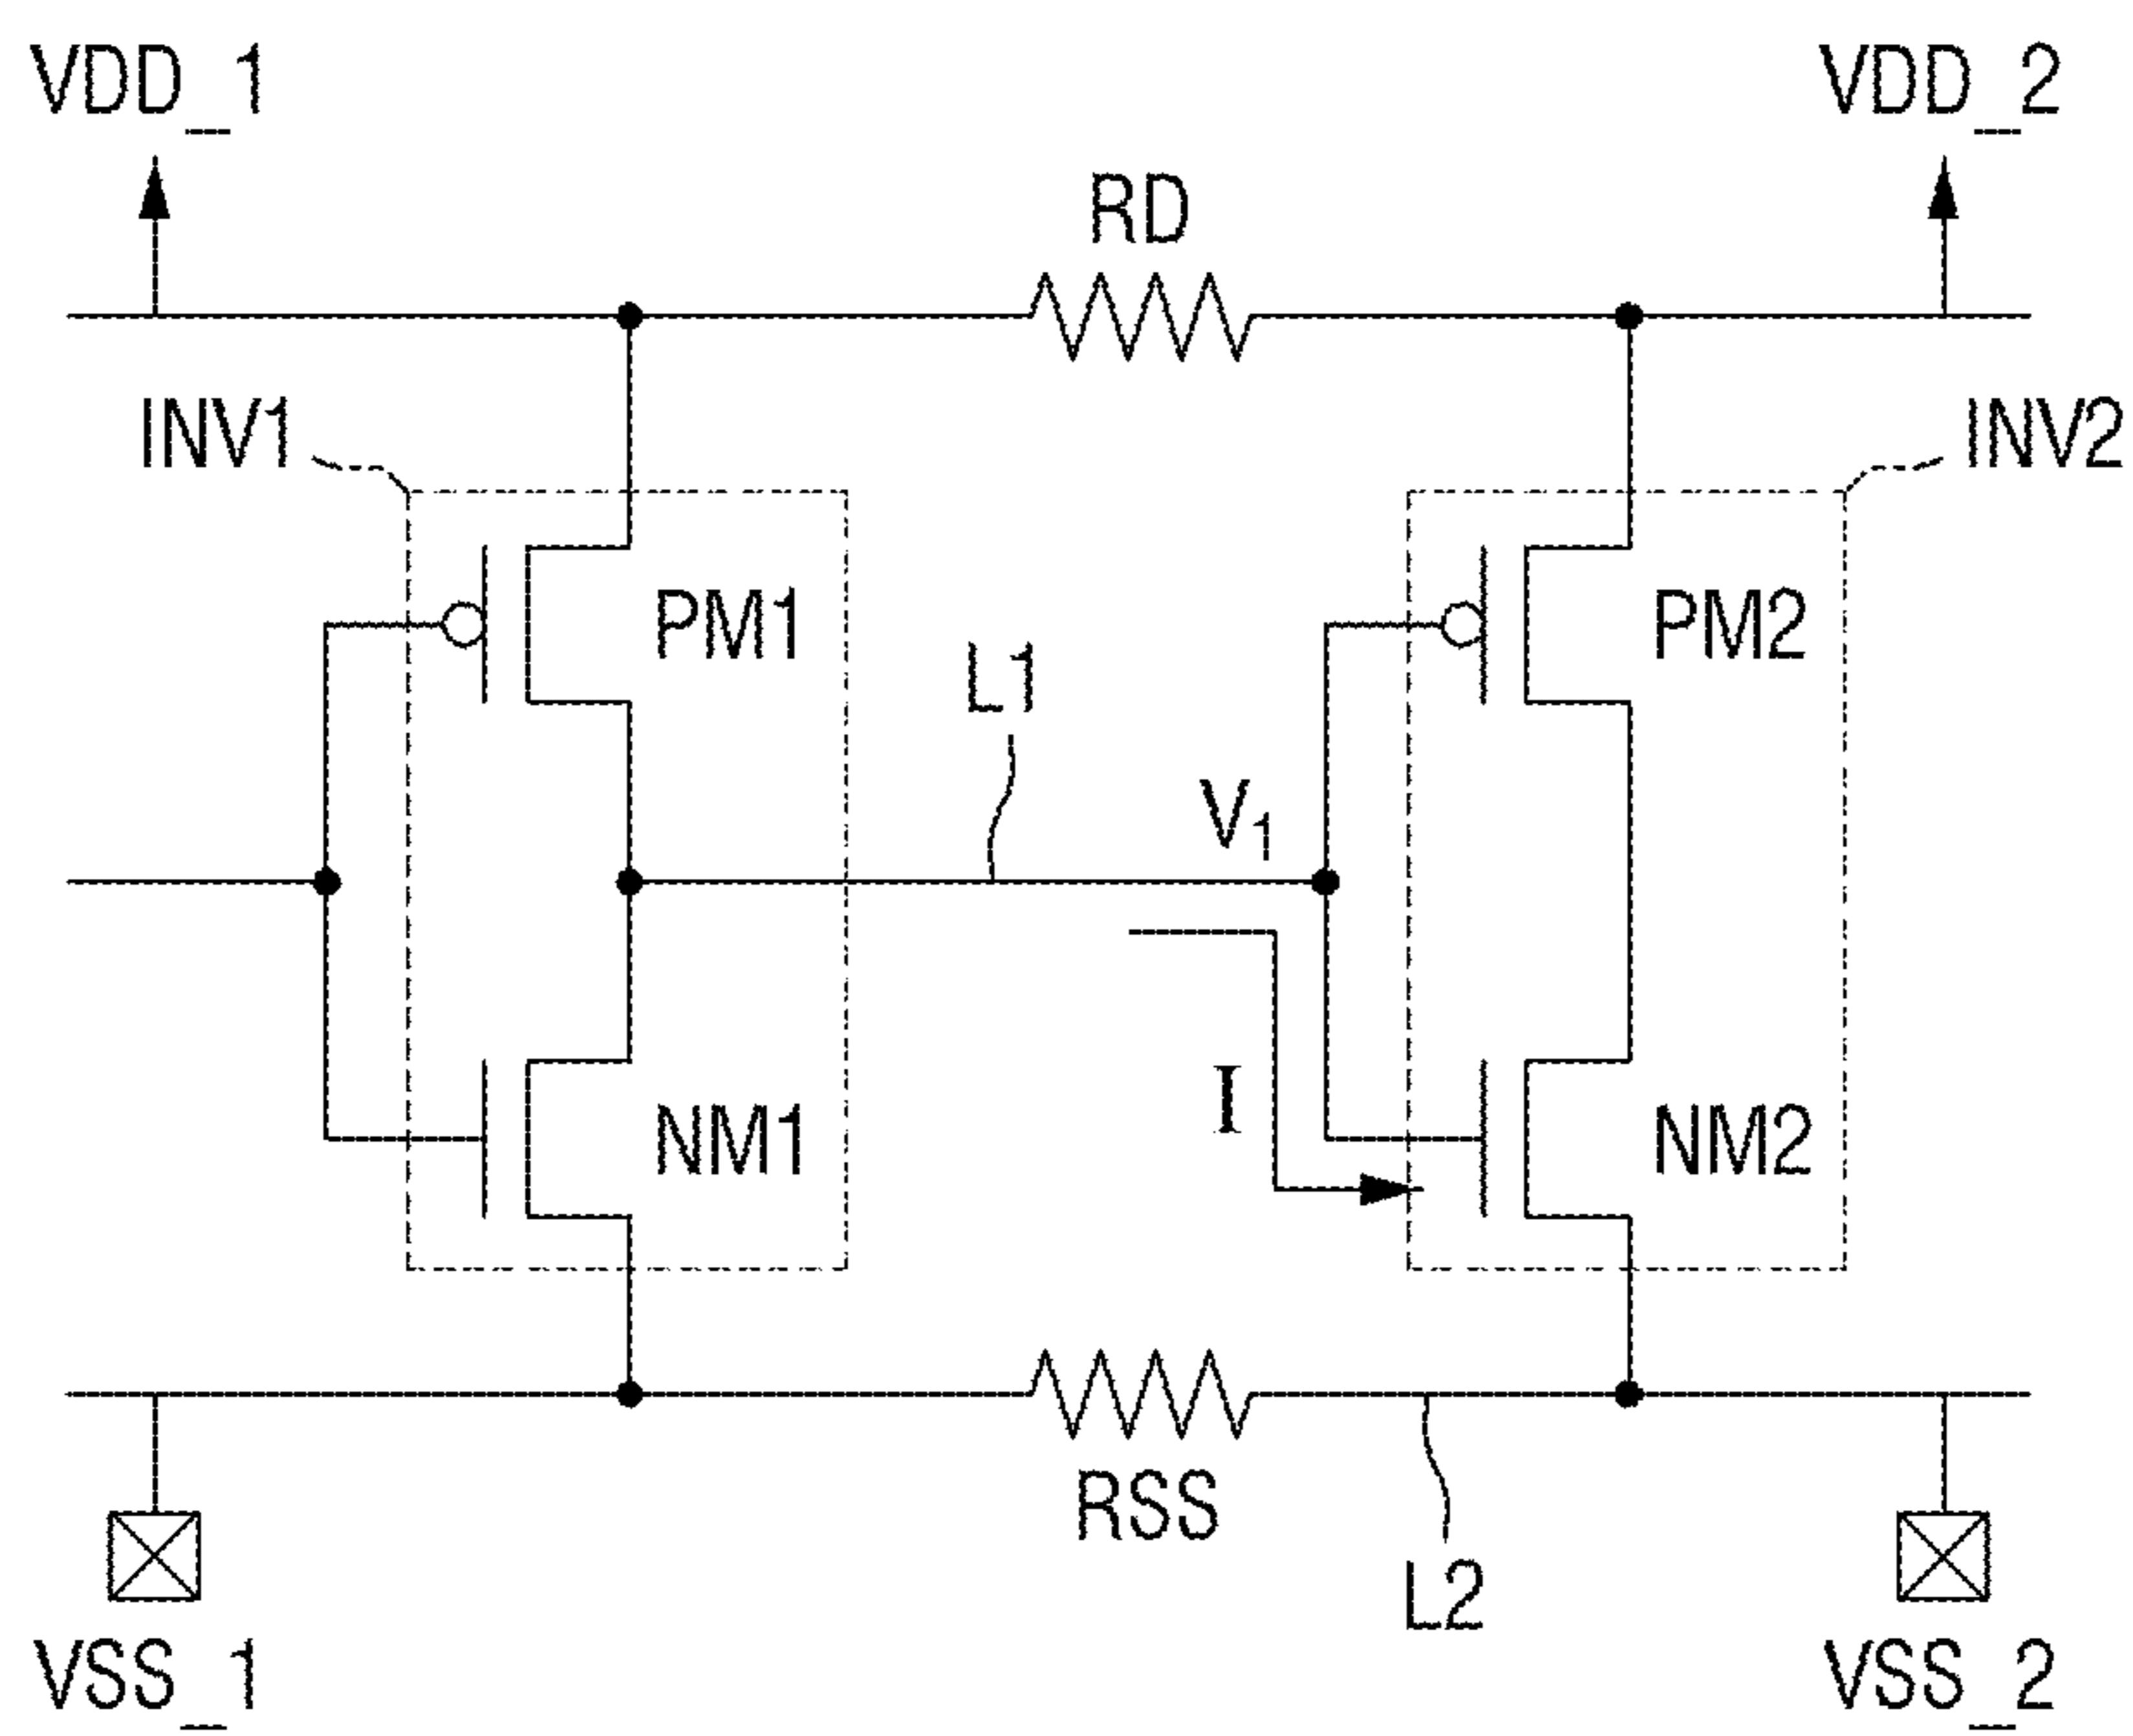 VDD_1
VDD_2
RD
INV1
INV2
PM1
PM2
L1
V1
I
NM1
NM2
RSS
L2
VSS_1
VSS_2